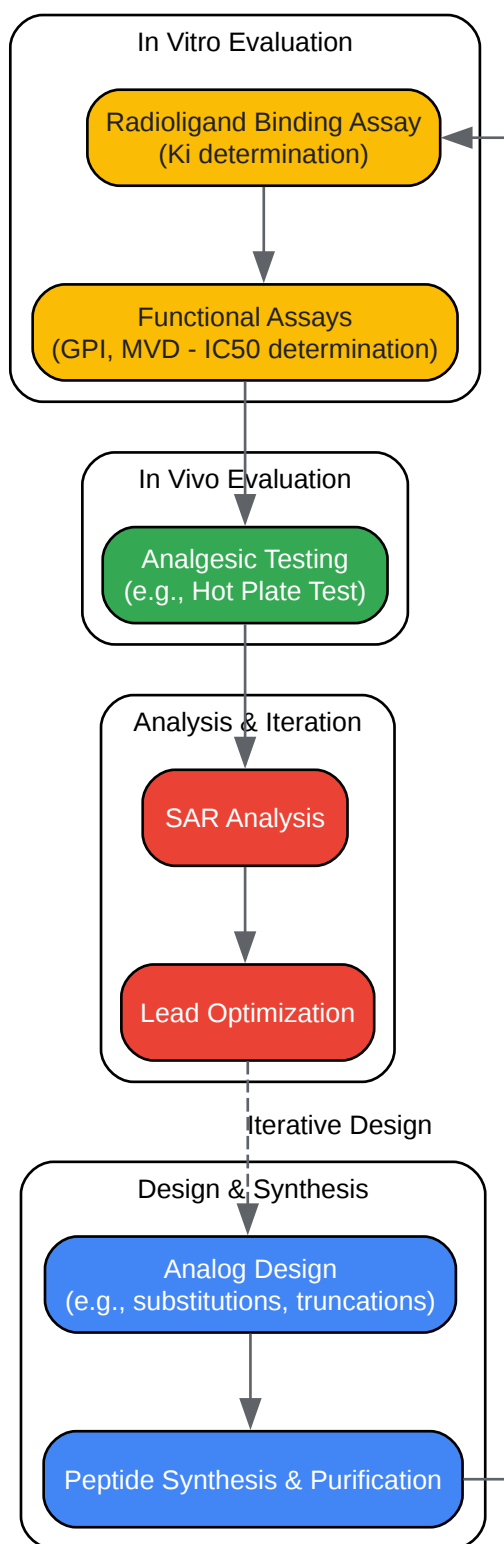 In Vitro Evaluation
Radioligand Binding Assay
(Ki determination)
Functional Assays
(GPI, MVD - IC50 determination)
In Vivo Evaluation
Analgesic Testing
(e.g., Hot Plate Test)
Analysis & Iteration
SAR Analysis
Lead Optimization
Iterative Design
Design & Synthesis
Analog Design
(e.g., substitutions, truncations)
Peptide Synthesis & Purification